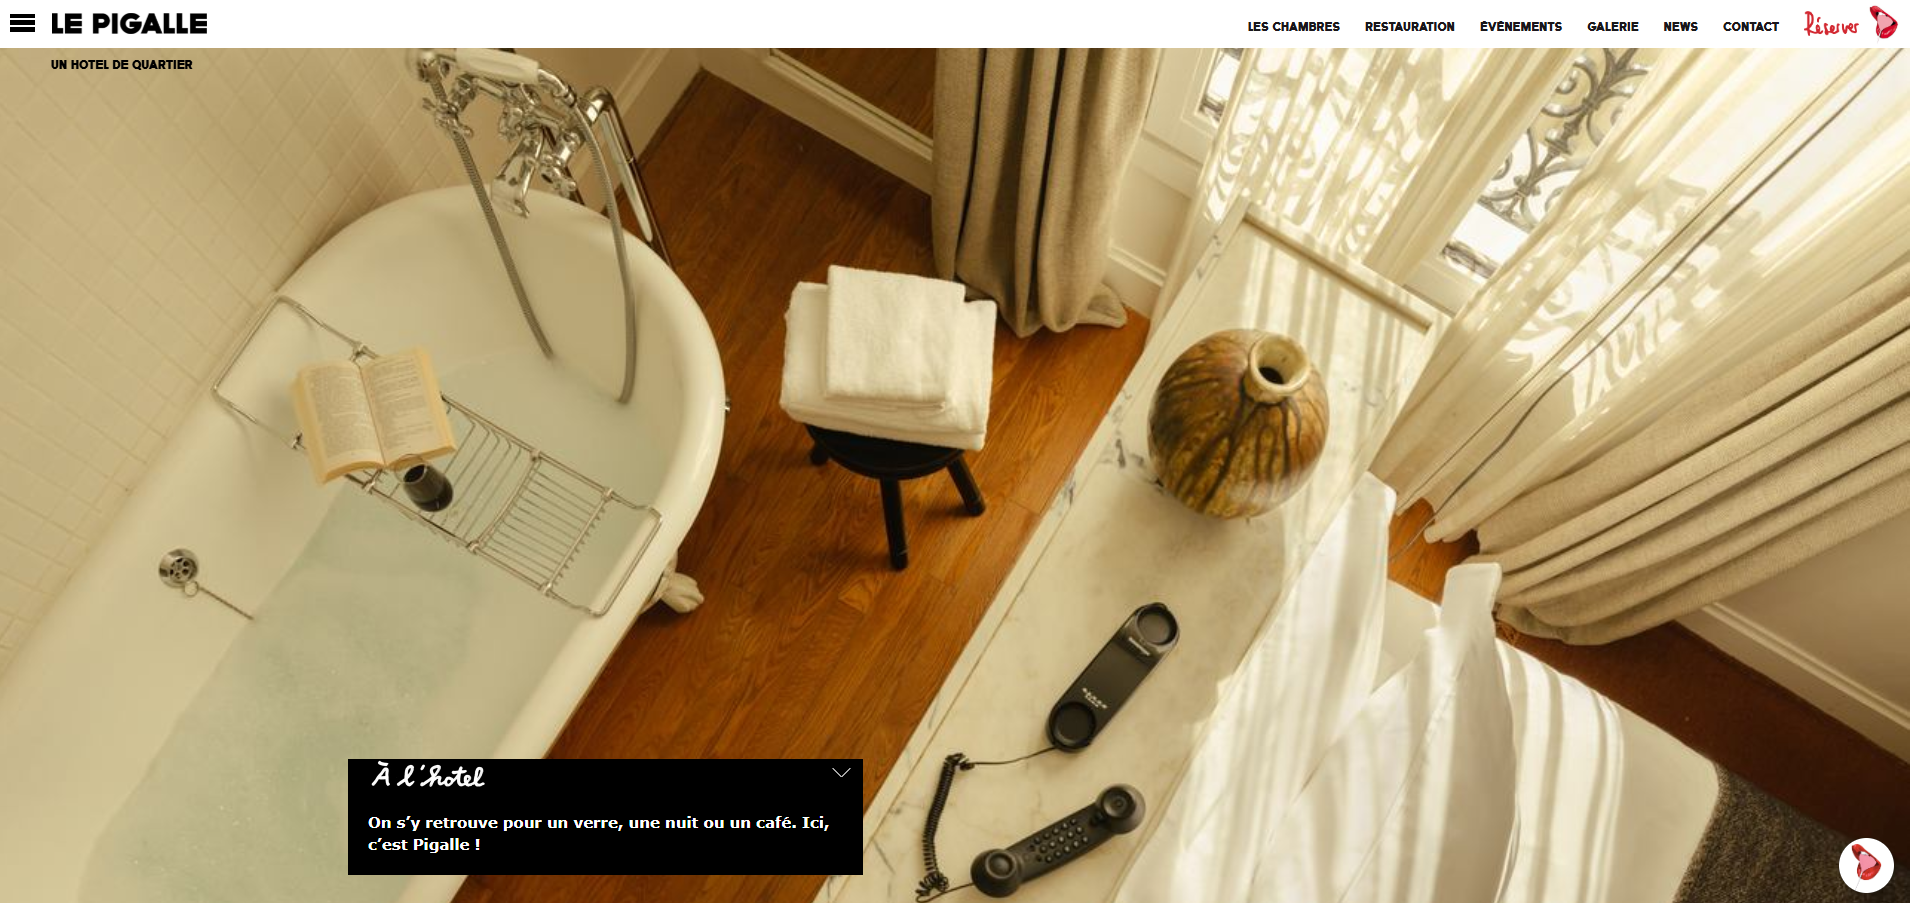 LE PIGALLE
LES CHAMBRES RESTAURATION ÉVÉNEMENTS GALERIE NEWS CONTACT Réserver
UN HOTEL DE QUARTIER
À l'hotel
On s’y retrouve pour un verre, une nuit ou un café. Ici,
c’est Pigalle !